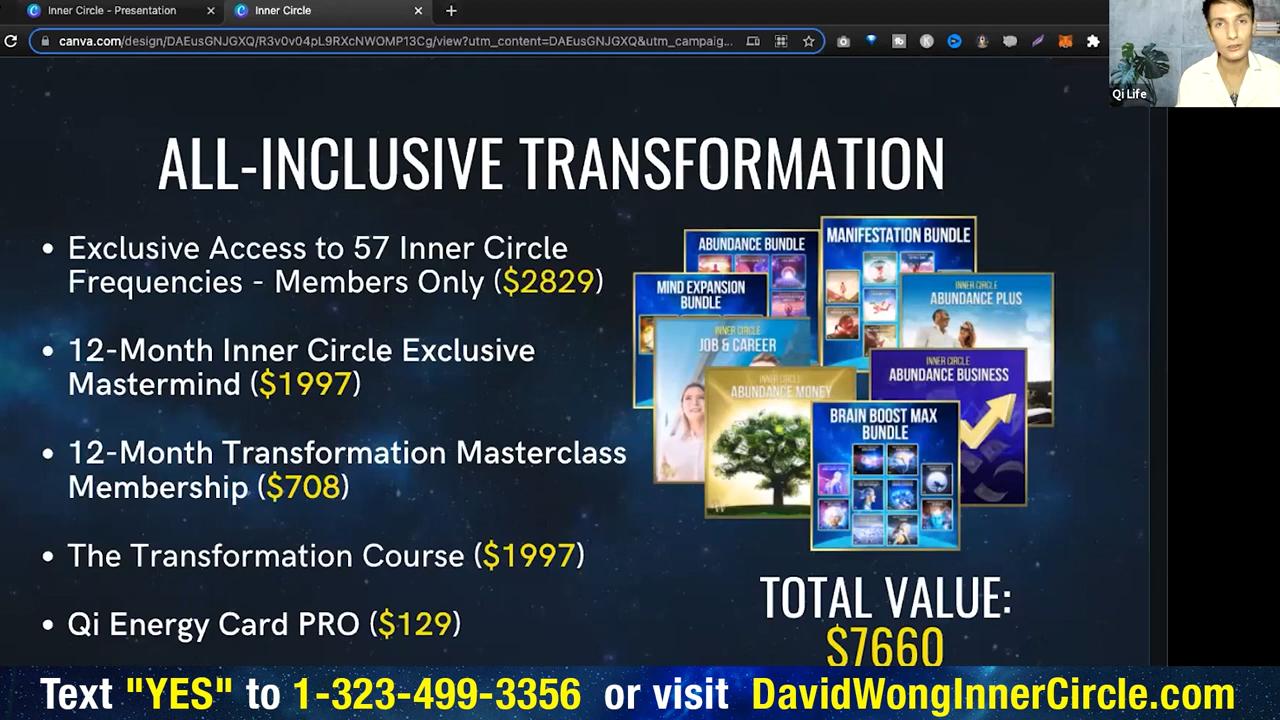 Inner Circle - Presentation
Inner Circle
canva.com/design/DAEusGNJGXQ/R3v0v04pL9RXcNWOMP13Cg/view?utm_content=DAEusGNJGXQ&utm_campaig...
Qi Life
ALL-INCLUSIVE TRANSFORMATION
• Exclusive Access to 57 Inner Circle
Frequencies - Members Only ($2829)
• 12-Month Inner Circle Exclusive
Mastermind ($1997)
• 12-Month Transformation Masterclass
Membership ($708)
• The Transformation Course ($1997)
• Qi Energy Card PRO ($129)
ABUNDANCE BUNDLE
MANIFESTATION BUNDLE
MIND EXPANSION
BUNDLE
INNER CIRCLE
ABUNDANCE PLUS
INNER CIRCLE
JOB & CAREER
INNER CIRCLE
ABUNDANCE BUSINESS
INNER CIRCLE
ABUNDANCE MONEY
BRAIN BOOST MAX
BUNDLE
TOTAL VALUE:
$7660
Text "YES" to 1-323-499-3356 or visit DavidWongInnerCircle.com